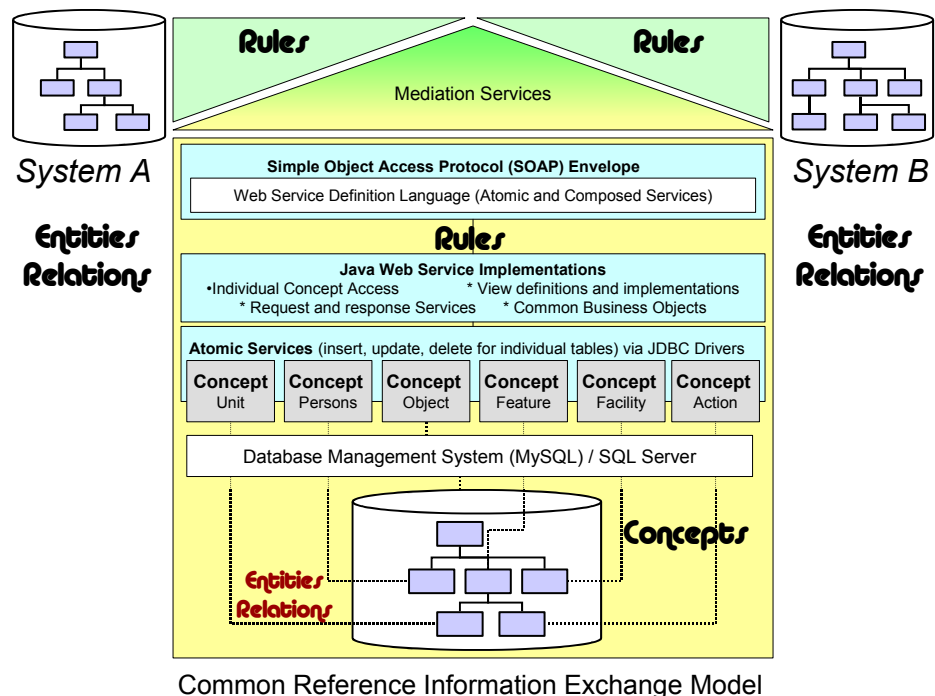 Rules
Rules
Mediation Services
System A
System B
Entities
Relations
Entities
Relations
Simple Object Access Protocol (SOAP) Envelope
Web Service Definition Language (Atomic and Composed Services)
Rules
Java Web Service Implementations
•Individual Concept Access * View definitions and implementations
* Request and response Services * Common Business Objects
Atomic Services (insert, update, delete for individual tables) via JDBC Drivers
Concept
Unit
Concept
Persons
Concept
Object
Concept
Feature
Concept
Facility
Concept
Action
Database Management System (MySQL) / SQL Server
Concepts
Entities
Relations
Common Reference Information Exchange Model